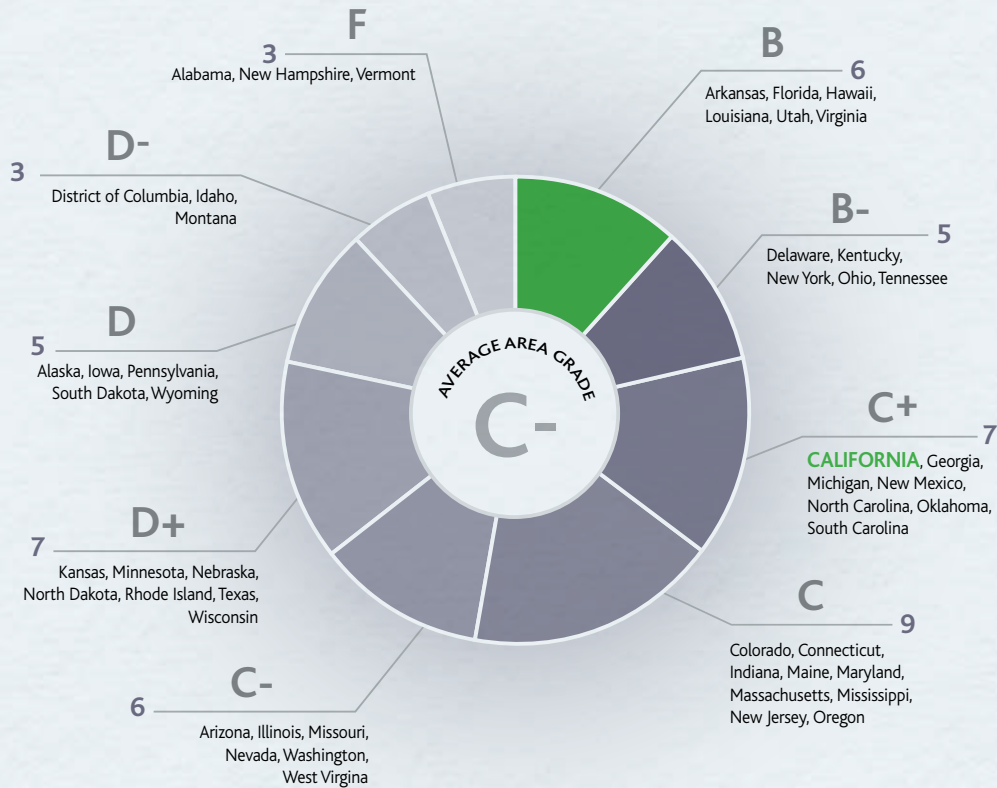 F
3
Alabama, New Hampshire, Vermont
B
6
Arkansas, Florida, Hawaii,
Louisiana, Utah, Virginia
D-
3
District of Columbia, Idaho,
Montana
B-
5
Delaware, Kentucky,
New York, Ohio, Tennessee
D
5
Alaska, Iowa, Pennsylvania,
South Dakota, Wyoming
AVERAGE AREA GRADE
C-
C+
7
CALIFORNIA, Georgia,
Michigan, New Mexico,
North Carolina, Oklahoma,
South Carolina
D+
7
Kansas, Minnesota, Nebraska,
North Dakota, Rhode Island, Texas,
Wisconsin
C
9
Colorado, Connecticut,
Indiana, Maine, Maryland,
Massachusetts, Mississippi,
New Jersey, Oregon
C-
6
Arizona, Illinois, Missouri,
Nevada, Washington,
West Virgina